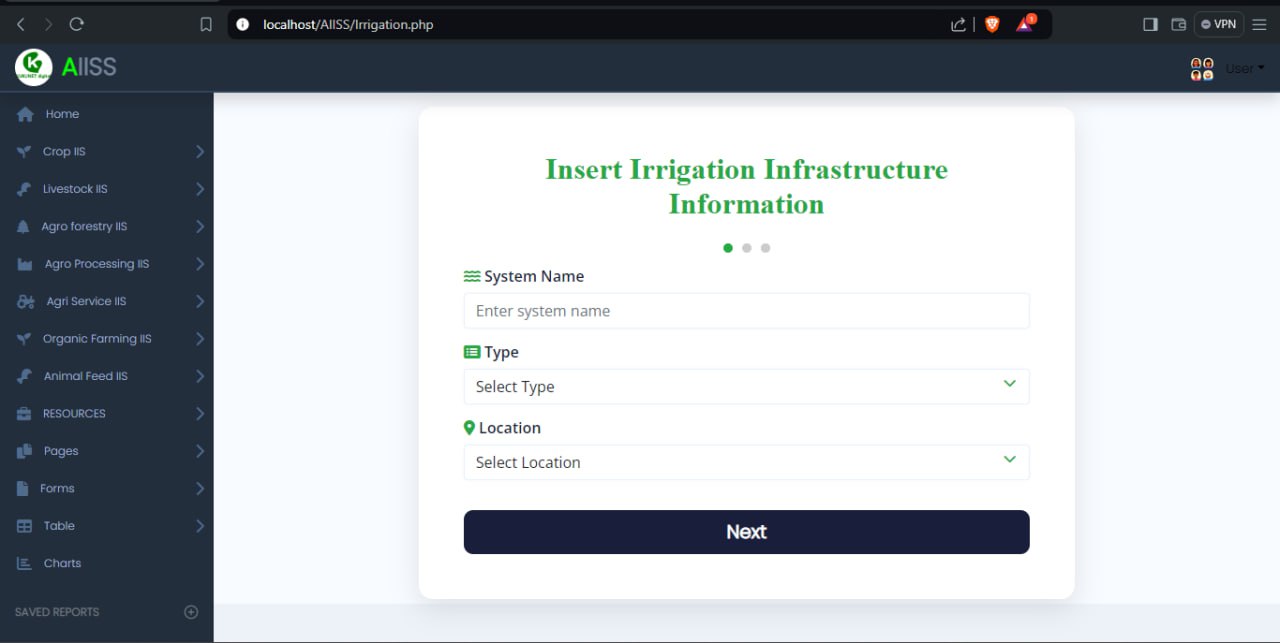 localhost/AIISS/Irrigation.php
1
VPN
AIISS
User
Home
Crop IIS
Livestock IIS
Agro forestry IIS
Agro Processing IIS
Agri Service IIS
Organic Farming IIS
Animal Feed IIS
RESOURCES
Pages
Forms
Table
Charts
SAVED REPORTS
Insert Irrigation Infrastructure
Information
System Name
Enter system name
Type
Select Type
Location
Select Location
Next